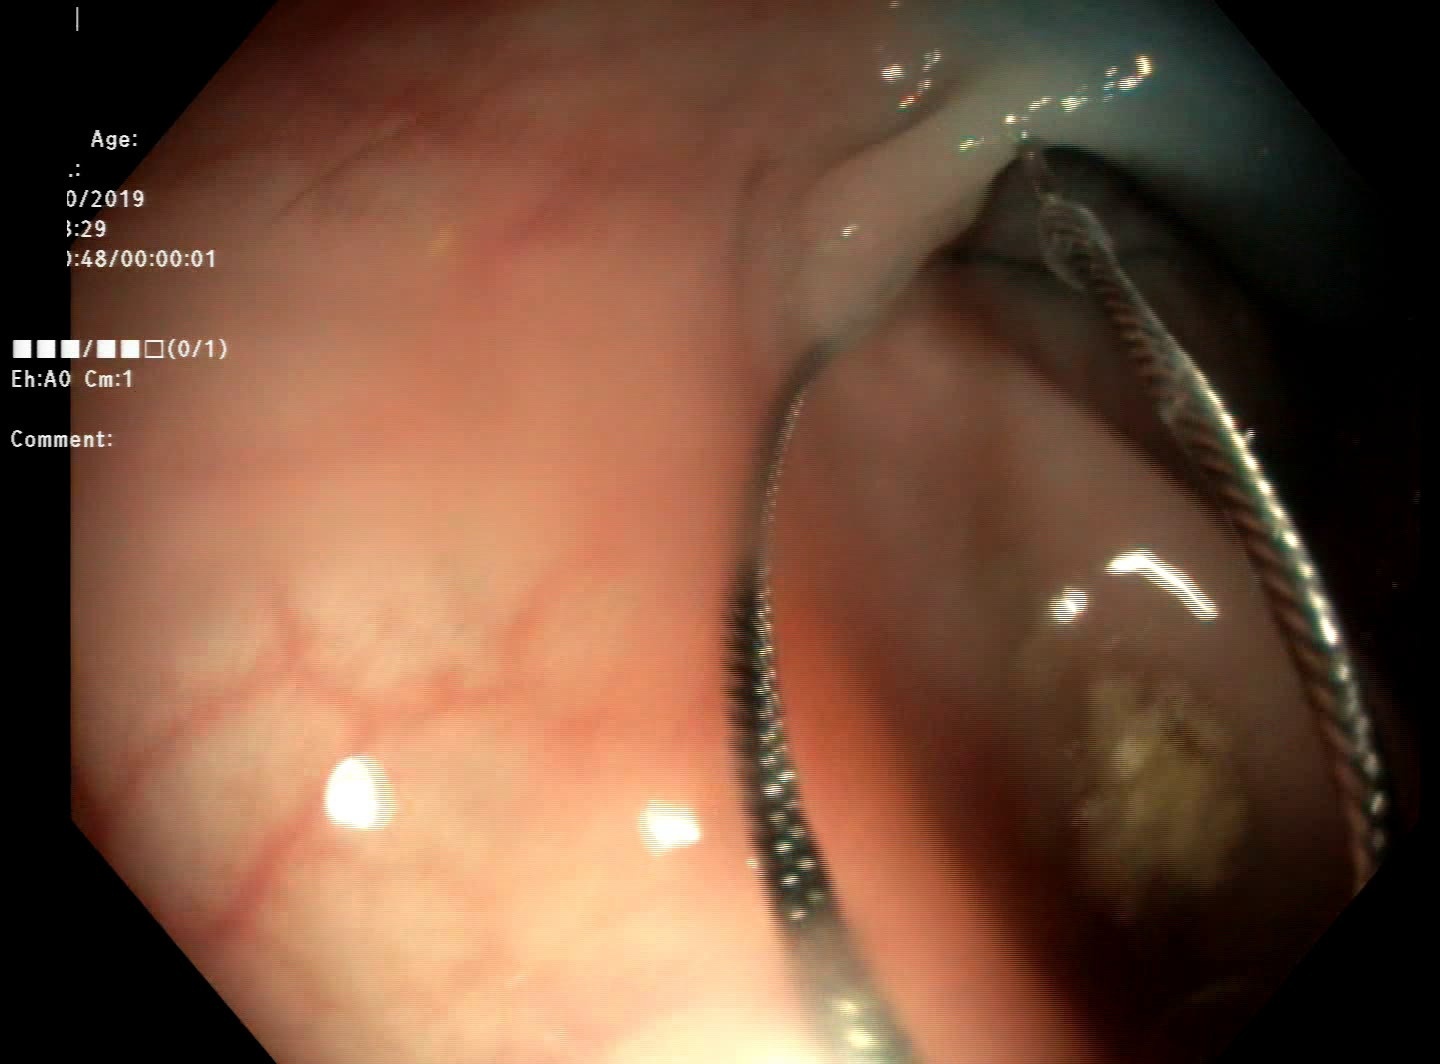 Age:
.:
0/2019
:29
:48/00:00:01
■■■/■■□(0/1)
Eh:A0 Cm:1
Comment: